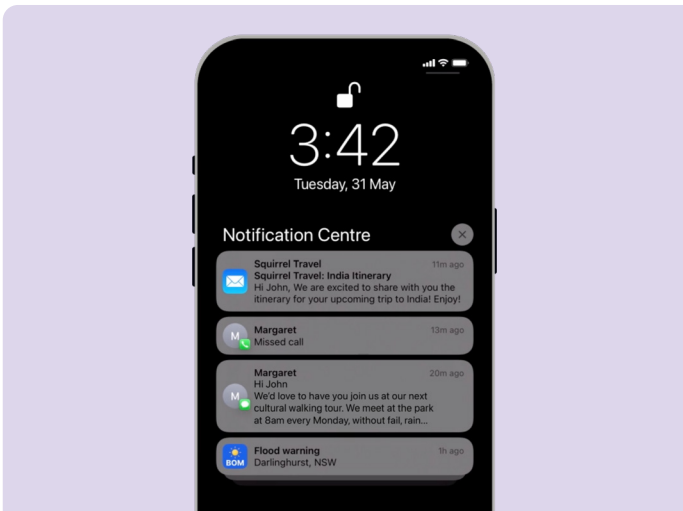 3:42
Tuesday, 31 May
Notification Centre
Squirrel Travel 11m ago
Squirrel Travel: India Itinerary
Hi John, We are excited to share with you the
itinerary for your upcoming trip to India! Enjoy!
M
Margaret 13m ago
Missed call
Margaret 20m ago
Hi John
M
We'd love to have you join us at our next
cultural walking tour. We meet at the park
at 8am every Monday, without fail, rain...
Flood warning 1h ago
BOM
Darlinghurst, NSW